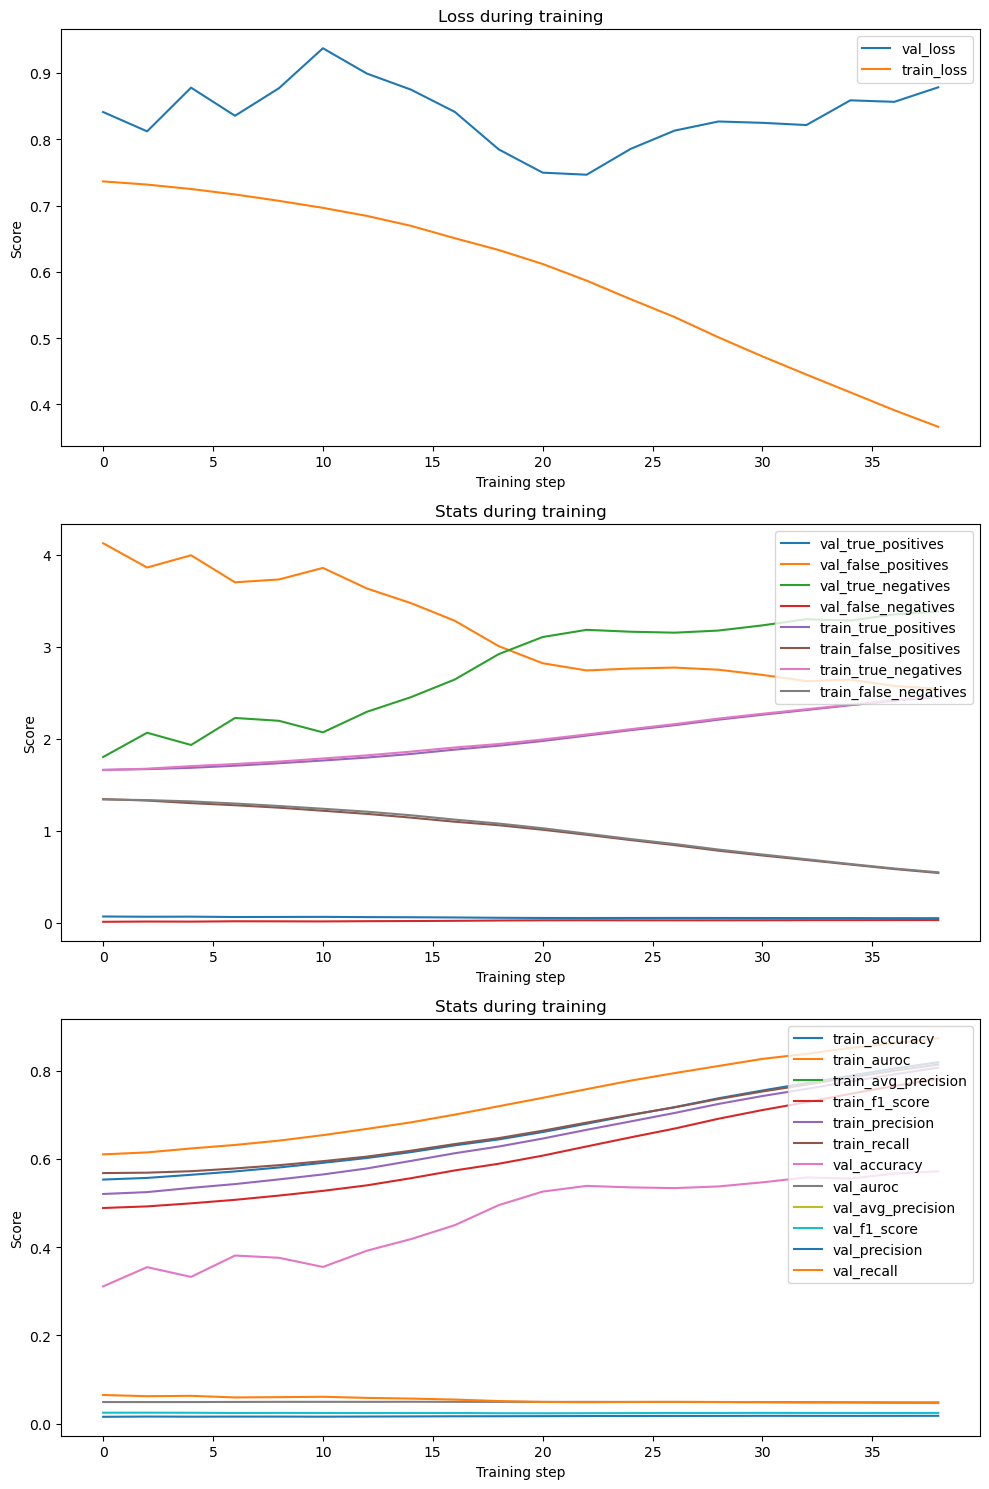 Loss during training
val_loss
train_loss
0.9
0.8
0.7
0.6
0.5
0.4
Score
0 5 10 15 20 25 30 35
Training step
Stats during training
val_true_positives
val_false_positives
val_true_negatives
val_false_negatives
train_true_positives
train_false_positives
train_true_negatives
train_false_negatives
4
3
2
1
0
Score
0 5 10 15 20 25 30 35
Training step
Stats during training
train_accuracy
train_auroc
train_avg_precision
train_f1_score
train_precision
train_recall
val_accuracy
val_auroc
val_avg_precision
val_f1_score
val_precision
val_recall
0.8
0.6
0.4
0.2
0.0
Score
0 5 10 15 20 25 30 35
Training step